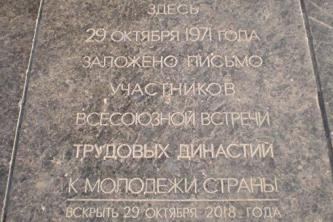 ЗДЕСЬ
29 ОКТЯБРЯ 1971 ГОДА
ЗАЛОЖЕНО ПИСЬМО
УЧАСТНИКОВ
ВСЕСОЮЗНОЙ ВСТРЕЧИ
ТРУДОВЫХ ДИНАСТИЙ
К МОЛОДЕЖИ СТРАНЫ
ВСКРЫТЬ 29 ОКТЯБРЯ 2018 ГОДА